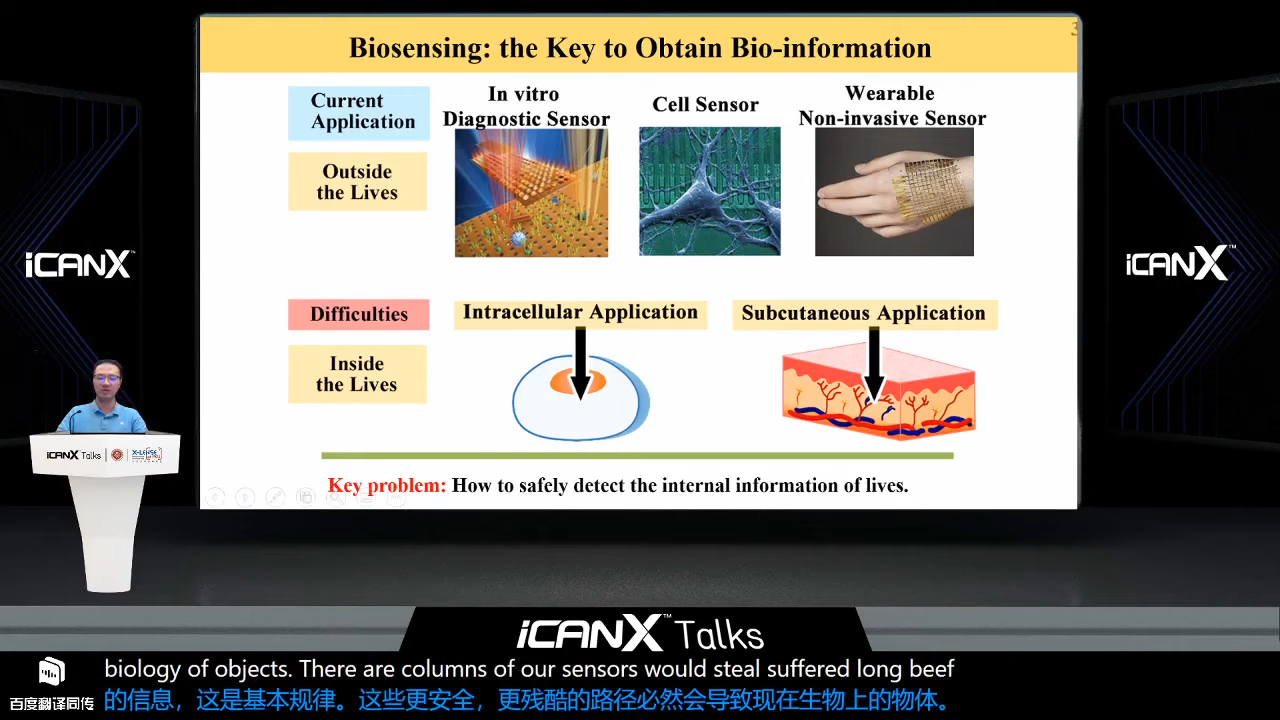 3
Biosensing: the Key to Obtain Bio-information
Current
Application
In vitro
Diagnostic Sensor
Cell Sensor
Wearable
Non-invasive Sensor
Outside
the Lives
iCANX™
iCANX™
Difficulties
Intracellular Application
Subcutaneous Application
Inside
the Lives
iCANX Talks
X-LENSE
Key problem: How to safely detect the internal information of lives.
iCANX™ Talks
biology of objects. There are columns of our sensors would steal suffered long beef
百度翻译同传
的信息，这是基本规律。这些更安全，更残酷的路径必然会导致现在生物上的物体。